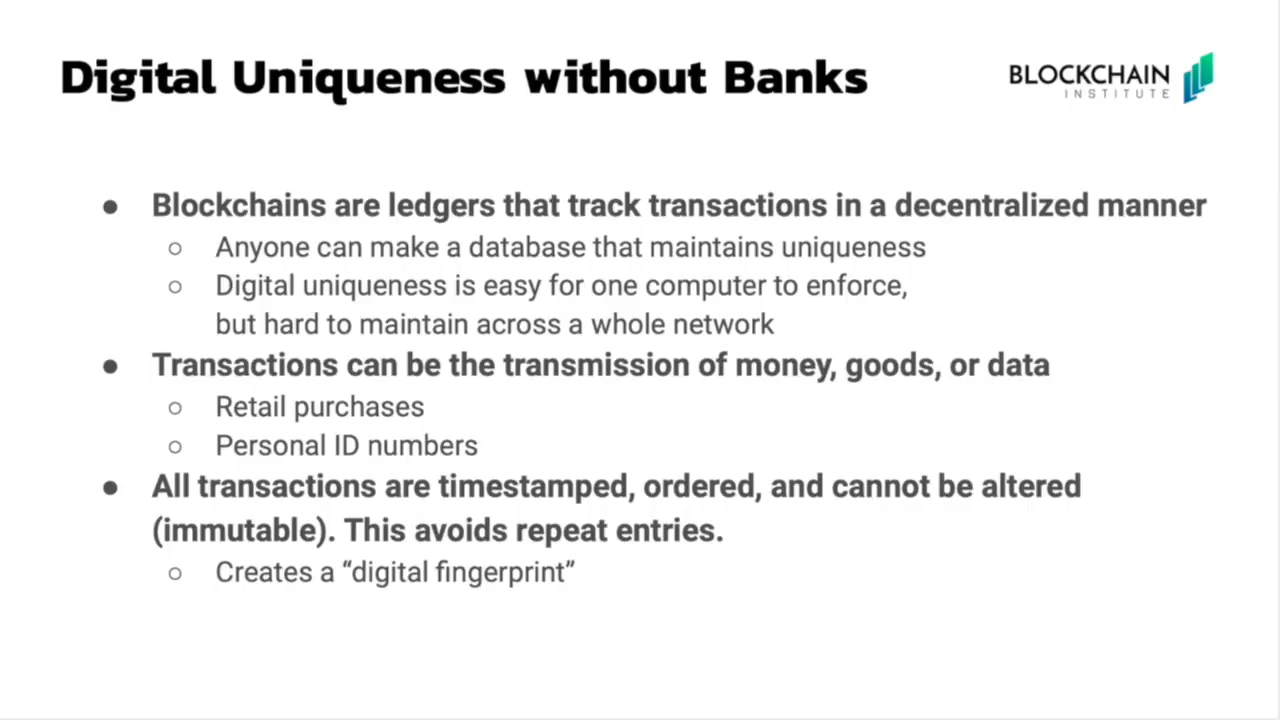 Digital Uniqueness without Banks
BLOCKCHAIN
INSTITUTE
● Blockchains are ledgers that track transactions in a decentralized manner
○ Anyone can make a database that maintains uniqueness
○ Digital uniqueness is easy for one computer to enforce,
but hard to maintain across a whole network
● Transactions can be the transmission of money, goods, or data
○ Retail purchases
○ Personal ID numbers
● All transactions are timestamped, ordered, and cannot be altered
(immutable). This avoids repeat entries.
○ Creates a “digital fingerprint”